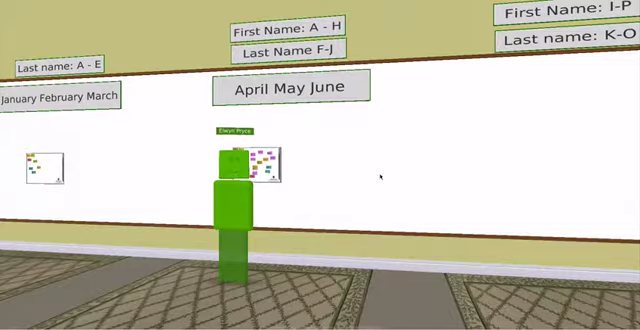 Last name: A - E
January February March
First Name: A - H
Last Name F-J
April May June
First Name: I-P
Last Name: K-O
Elwyn Pryce